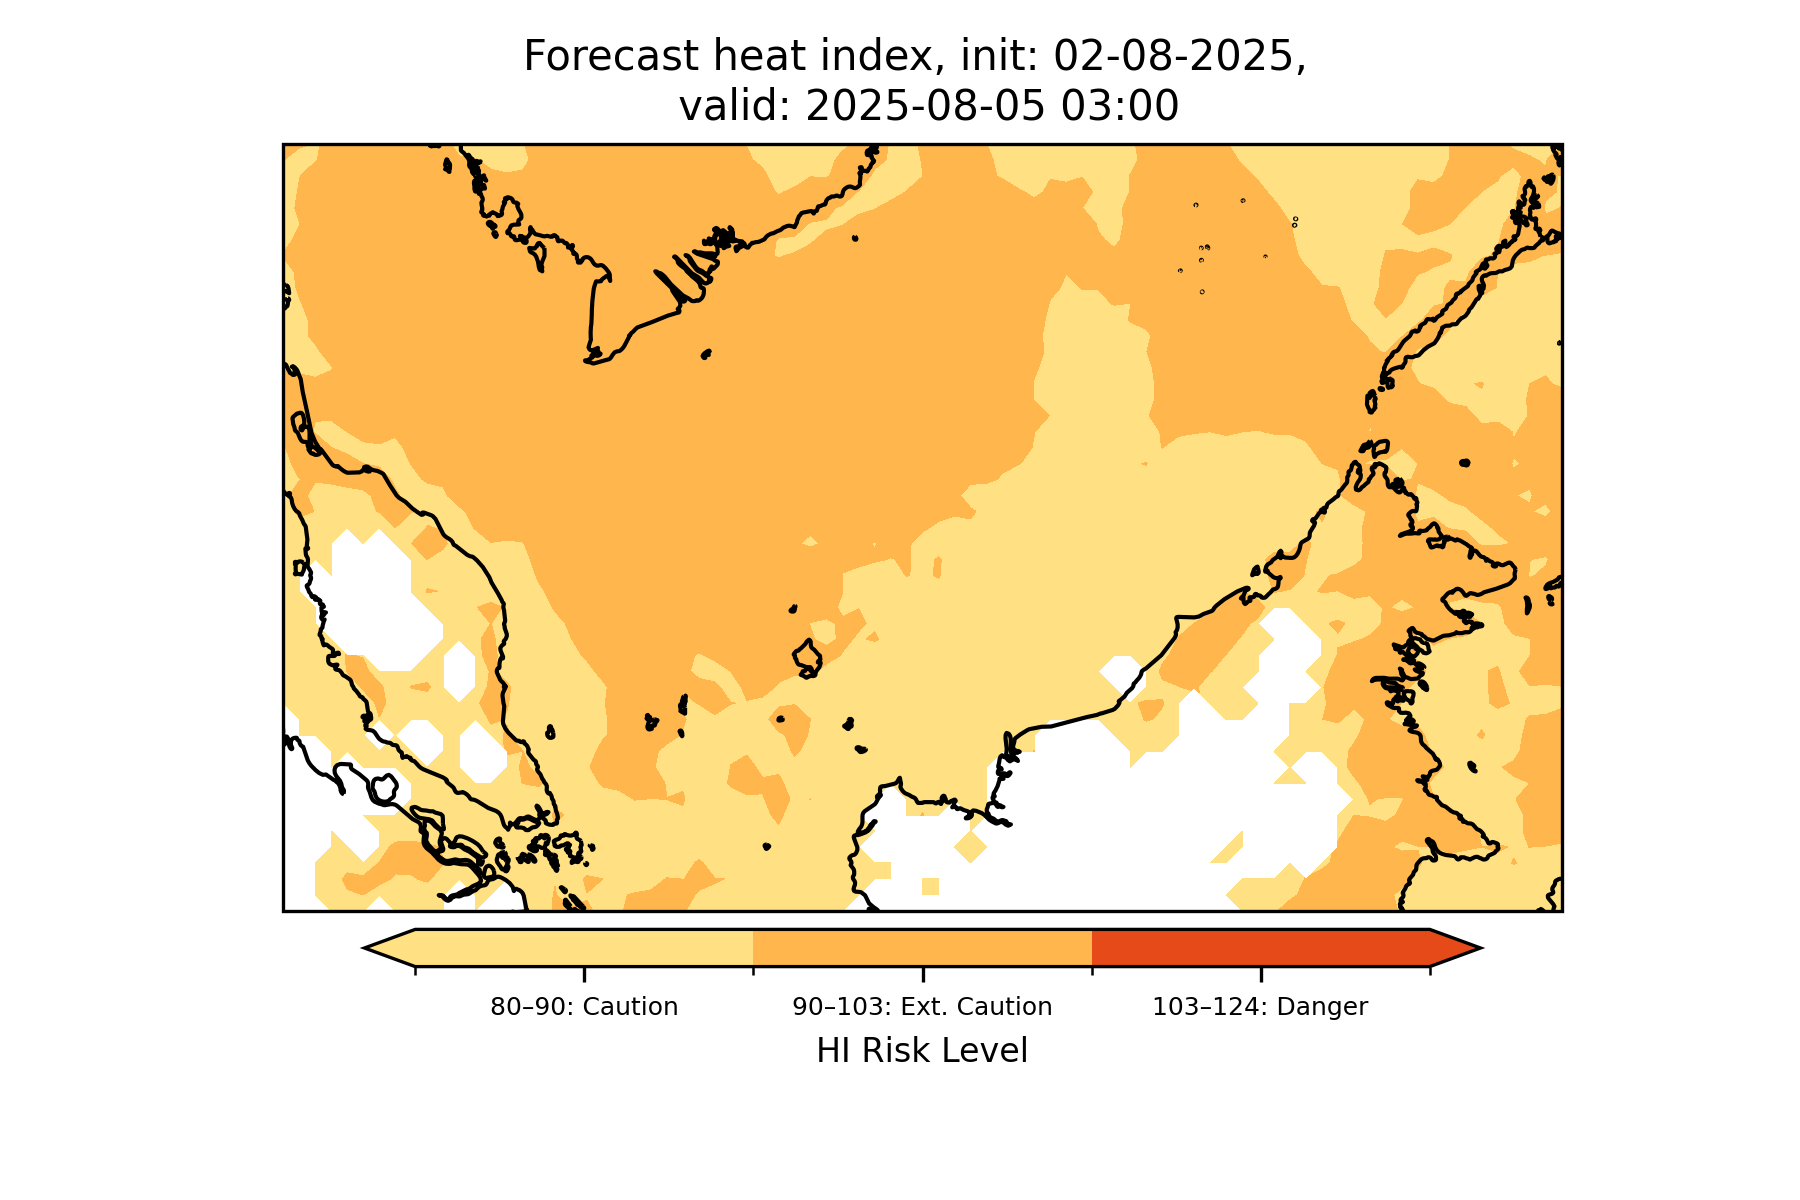 Forecast heat index, init: 02-08-2025,
valid: 2025-08-05 03:00
80–90: Caution
90–103: Ext. Caution
103–124: Danger
HI Risk Level